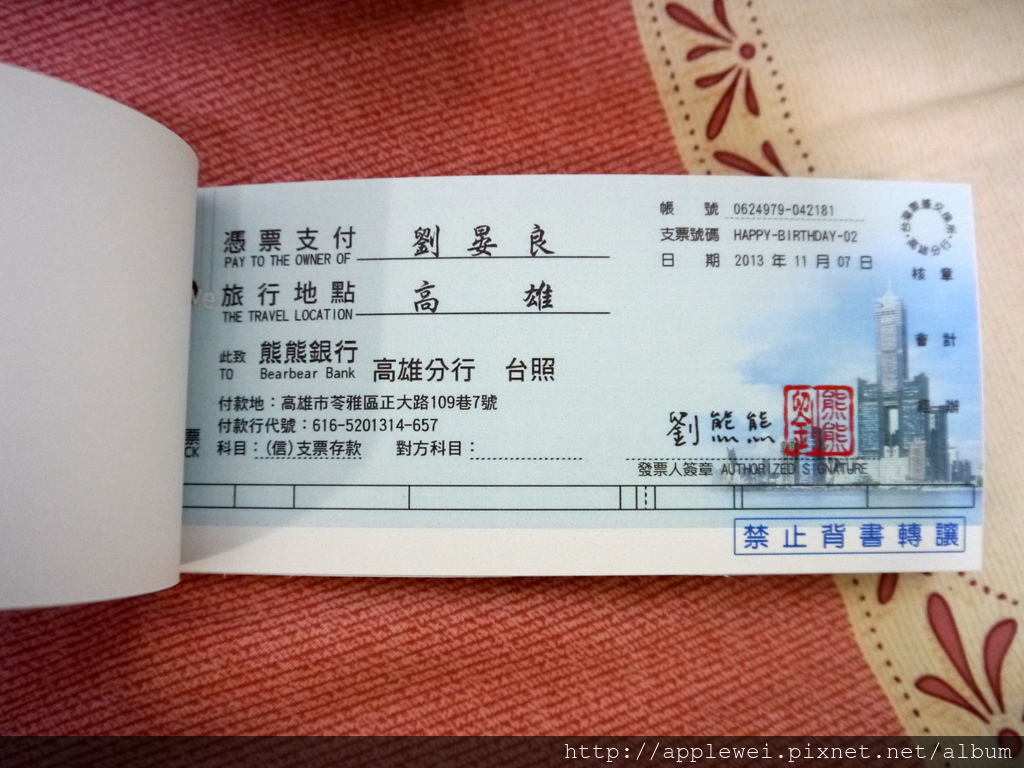 憑票支付 劉晏良
PAY TO THE OWNER OF
旅行地點 高雄
THE TRAVEL LOCATION
此致 熊熊銀行 高雄分行 台照
TO Bearbear Bank
付款地：高雄市苓雅區正大路109巷7號
付款行代號：616-5201314-657
科目：(信)支票存款 對方科目：
票
CK
帳號 0624979-042181
支票號碼 HAPPY-BIRTHDAY-02
日期 2013 年 11 月 07 日
核章
會計
經辦
劉熊熊
熊熊
發票人簽章 AUTHORIZED SIGNATURE
禁止背書轉讓
http://applewei.pixnet.net/album